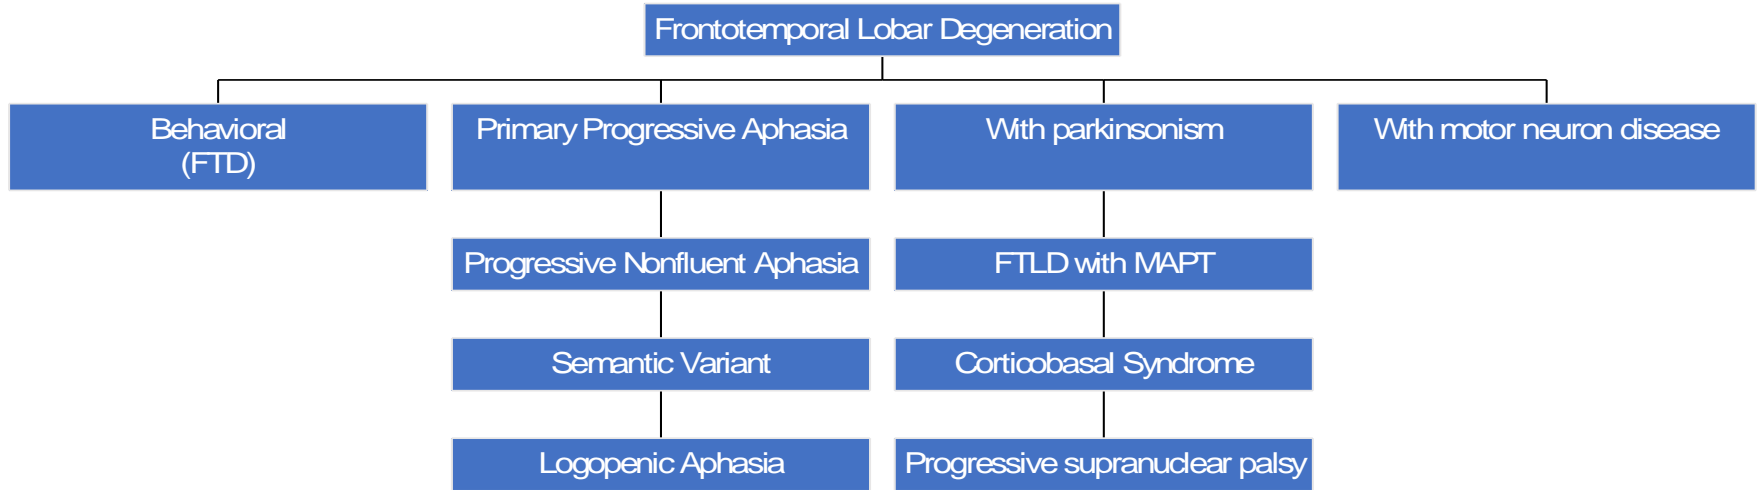 Frontotemporal Lobar Degeneration
Behavioral
(FTD)
Primary Progressive Aphasia
With parkinsonism
With motor neuron disease
Progressive Nonfluent Aphasia
FTLD with MAPT
Semantic Variant
Corticobasal Syndrome
Logopenic Aphasia
Progressive supranuclear palsy